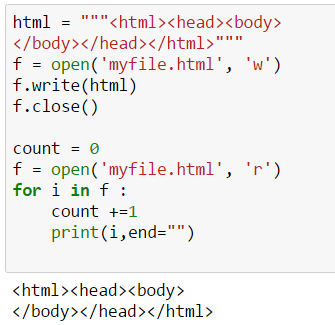 html = """<html><head><body>
</body></head></html>"""
f = open('myfile.html', 'w')
f.write(html)
f.close()

count = 0
f = open('myfile.html', 'r')
for i in f :
    count +=1
    print(i,end="")

<html><head><body>
</body></head></html>